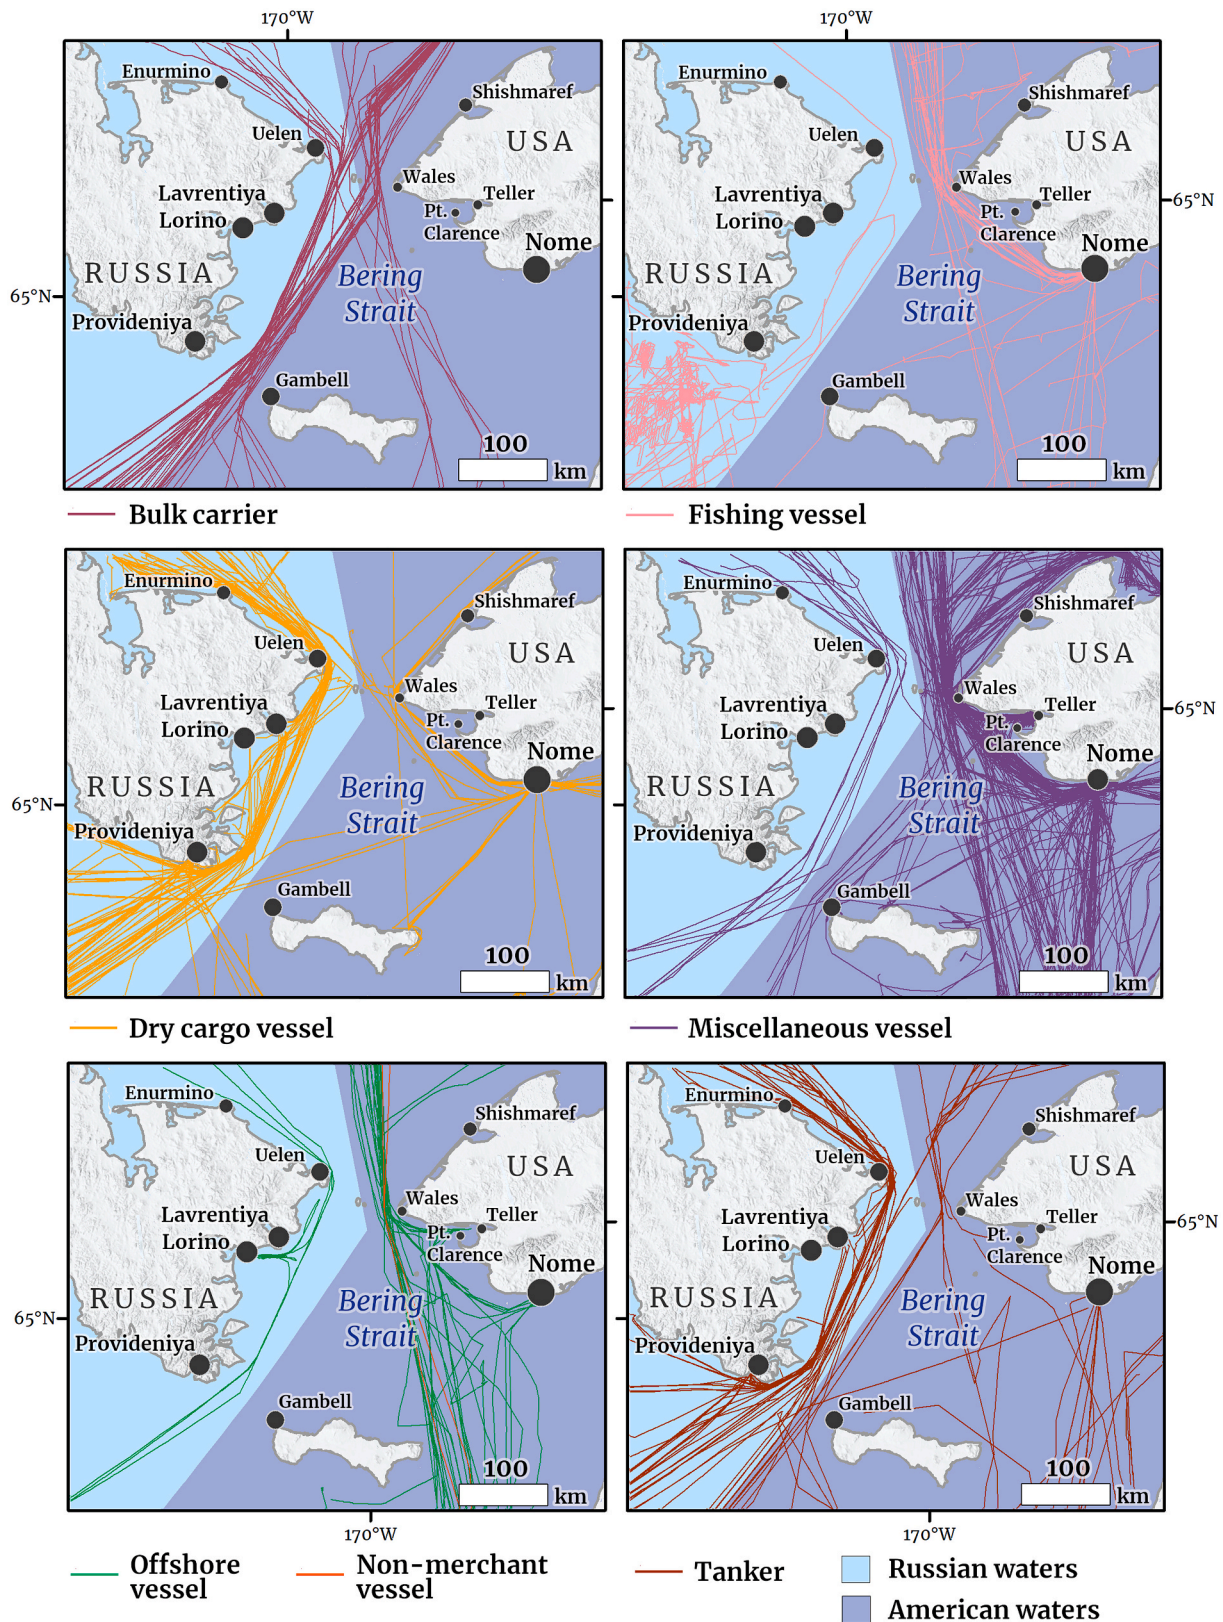 170°W
170°W
Enurmino
Shishmaref
Uelen
USA
Lavrentiya
Wales
Teller
Lorino
Pt.
Clarence
Nome
RUSSIA
Bering
Strait
65°N
Provideniya
Gambell
100
km
Bulk carrier
Enurmino
Shishmaref
Uelen
USA
Lavrentiya
Wales
Teller
65°N
Lorino
Pt.
Clarence
Nome
RUSSIA
Bering
Strait
Provideniya
Gambell
100
km
Fishing vessel
Enurmino
Shishmaref
Uelen
USA
Lavrentiya
Wales
Teller
Lorino
Pt.
Clarence
Nome
RUSSIA
Bering
Strait
65°N
Provideniya
Gambell
100
km
Dry cargo vessel
Enurmino
Shishmaref
Uelen
USA
Lavrentiya
Wales
Teller
65°N
Lorino
Pt.
Clarence
Nome
RUSSIA
Bering
Strait
Provideniya
Gambell
100
km
Miscellaneous vessel
Enurmino
Shishmaref
Uelen
USA
Lavrentiya
Wales
Teller
Lorino
Pt.
Clarence
Nome
RUSSIA
Bering
Strait
65°N
Provideniya
Gambell
100
km
170°W
Offshore
vessel
Non-merchant
vessel
Enurmino
Shishmaref
Uelen
USA
Lavrentiya
Wales
Teller
65°N
Lorino
Pt.
Clarence
Nome
RUSSIA
Bering
Strait
Provideniya
Gambell
100
km
170°W
Tanker
Russian waters
American waters